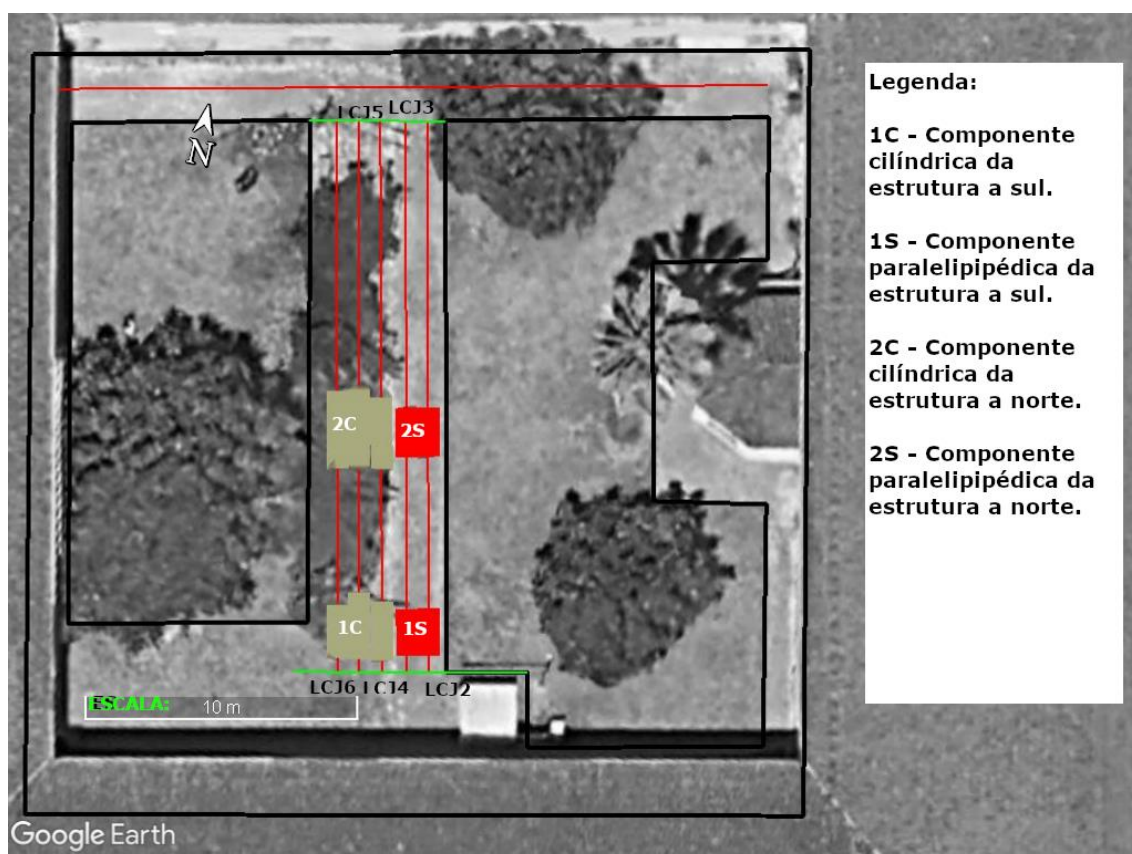 LCJ5 LCJ3
N
2C 2S
1C 1S
LCJ6 LCJ4 LCJ2
ESCALA: 10 m
Google Earth
Legenda:
1C - Componente
cilíndrica da
estrutura a sul.
1S - Componente
paralelipipédica da
estrutura a sul.
2C - Componente
cilíndrica da
estrutura a norte.
2S - Componente
paralelipipédica da
estrutura a norte.